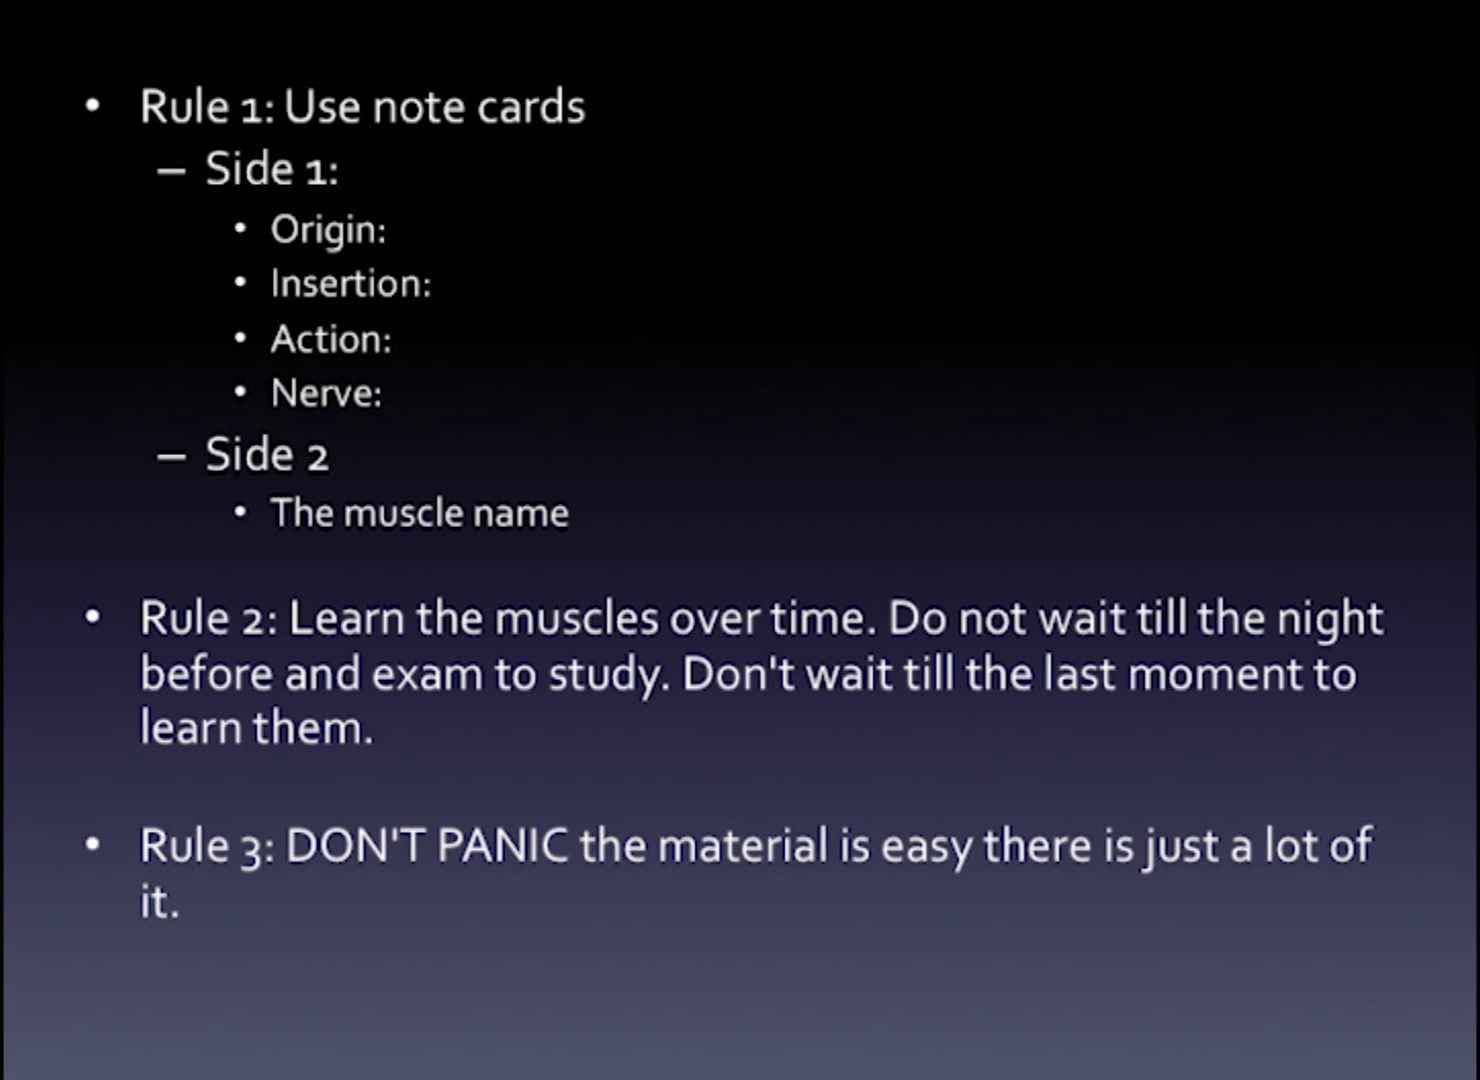 • Rule 1: Use note cards
– Side 1:
• Origin:
• Insertion:
• Action:
• Nerve:
– Side 2
• The muscle name
• Rule 2: Learn the muscles over time. Do not wait till the night
before and exam to study. Don't wait till the last moment to
learn them.
• Rule 3: DON'T PANIC the material is easy there is just a lot of
it.